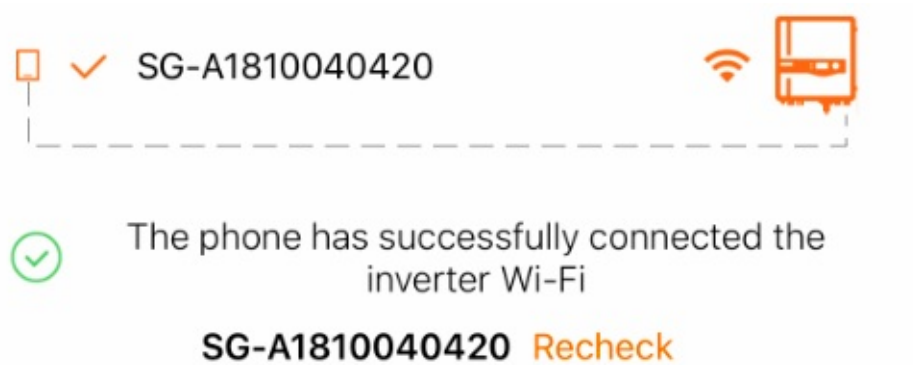 SG-A1810040420
The phone has successfully connected the
inverter Wi-Fi
SG-A1810040420 Recheck